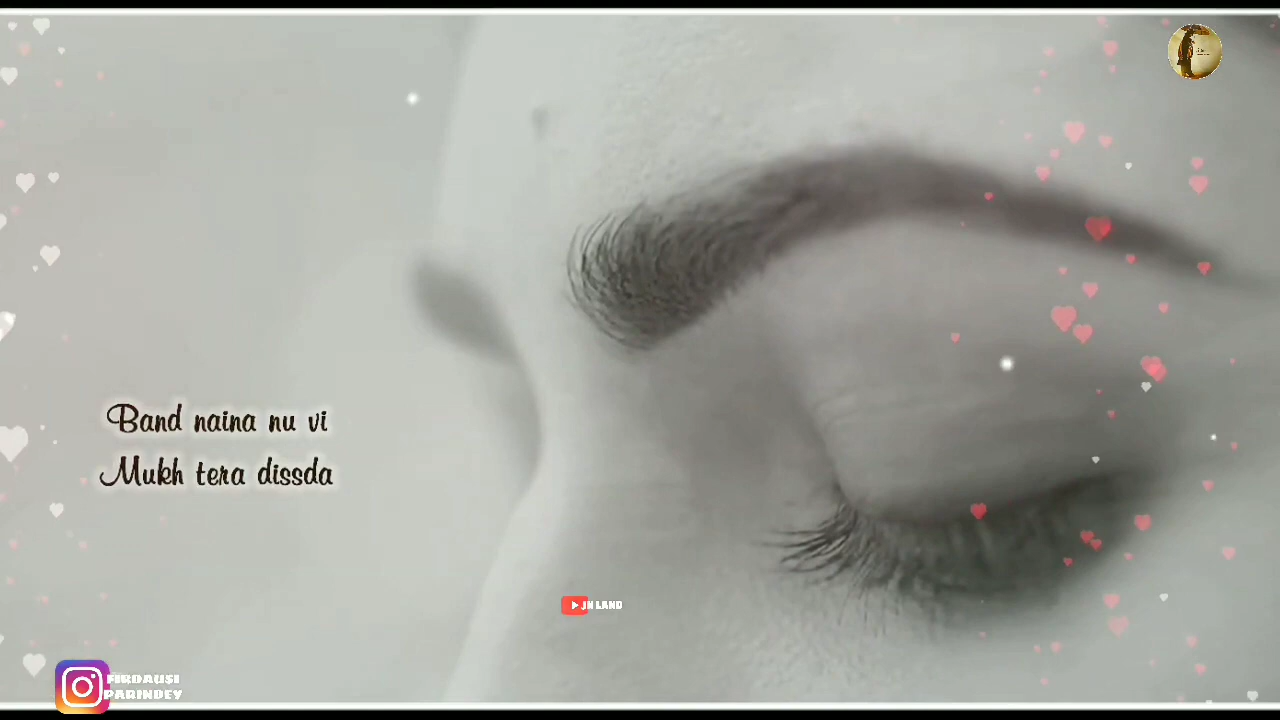 Band naina nu vi
Mukh tera dissda
JN LAND
FIRDAUSI
PARINDEY